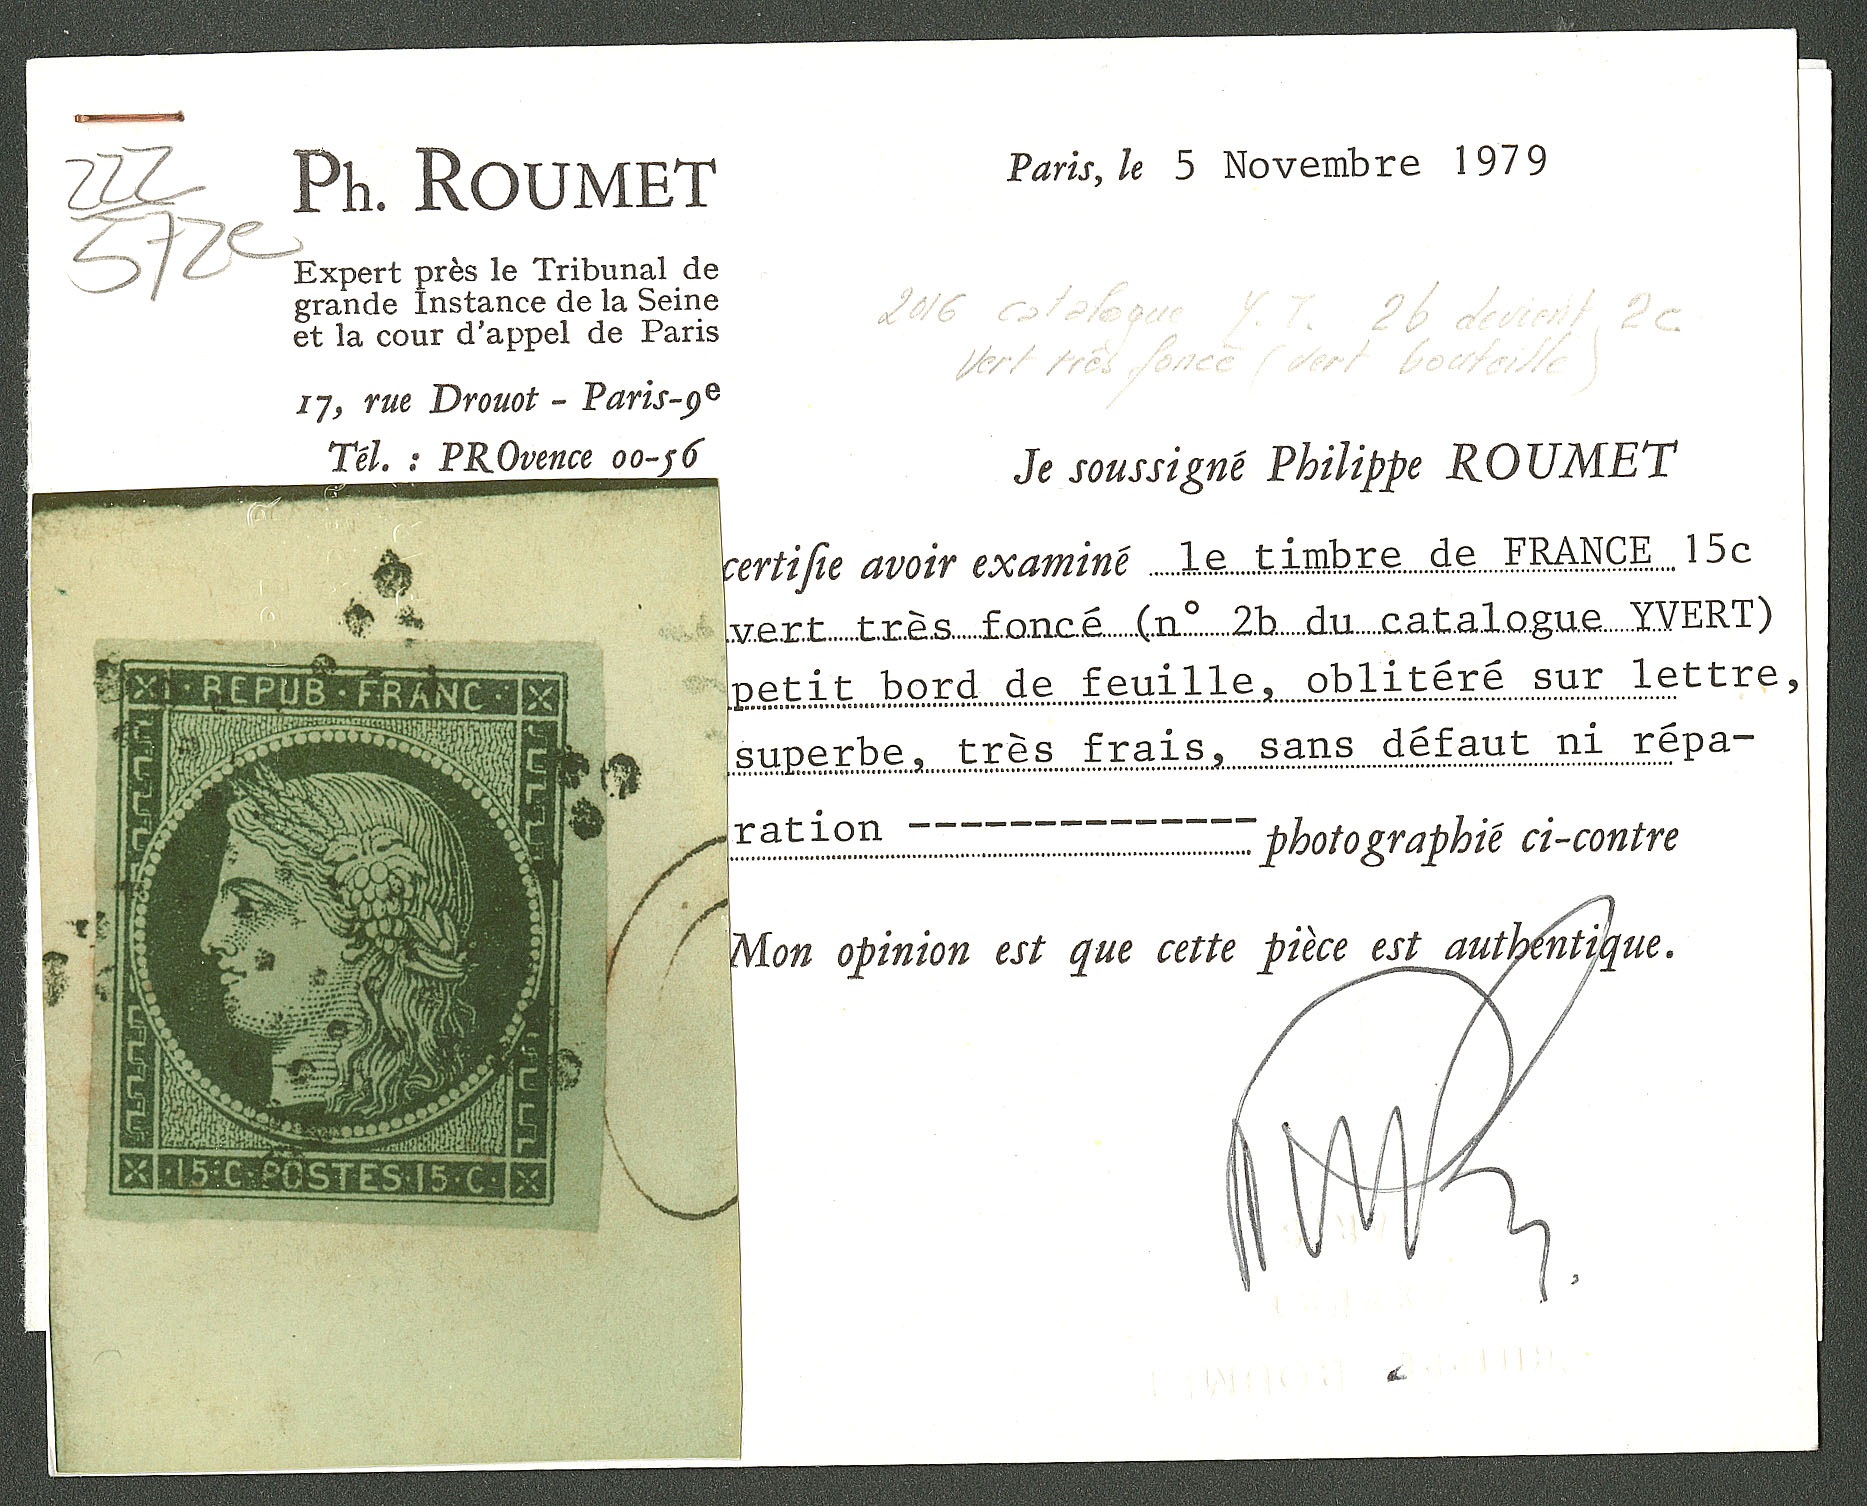 222
572e
Ph. ROUMET
Expert près le Tribunal de
grande Instance de la Seine
et la cour d'appel de Paris
17, rue Drouot - Paris-9e
Tél. : PROvence 00-56
Paris, le 5 Novembre 1979
2016 catalogue Y.T. 2b devient 2c
vert très foncé (vert bouteille)
Je soussigné Philippe ROUMET
certifie avoir examiné le timbre de FRANCE 15c
vert très foncé (n° 2b du catalogue YVERT)
petit bord de feuille, oblitéré sur lettre,
superbe, très frais, sans défaut ni répa-
ration -------------- photographié ci-contre
Mon opinion est que cette pièce est authentique.
REPUB · FRANC ·
· 15 · C · POSTES · 15 · C ·